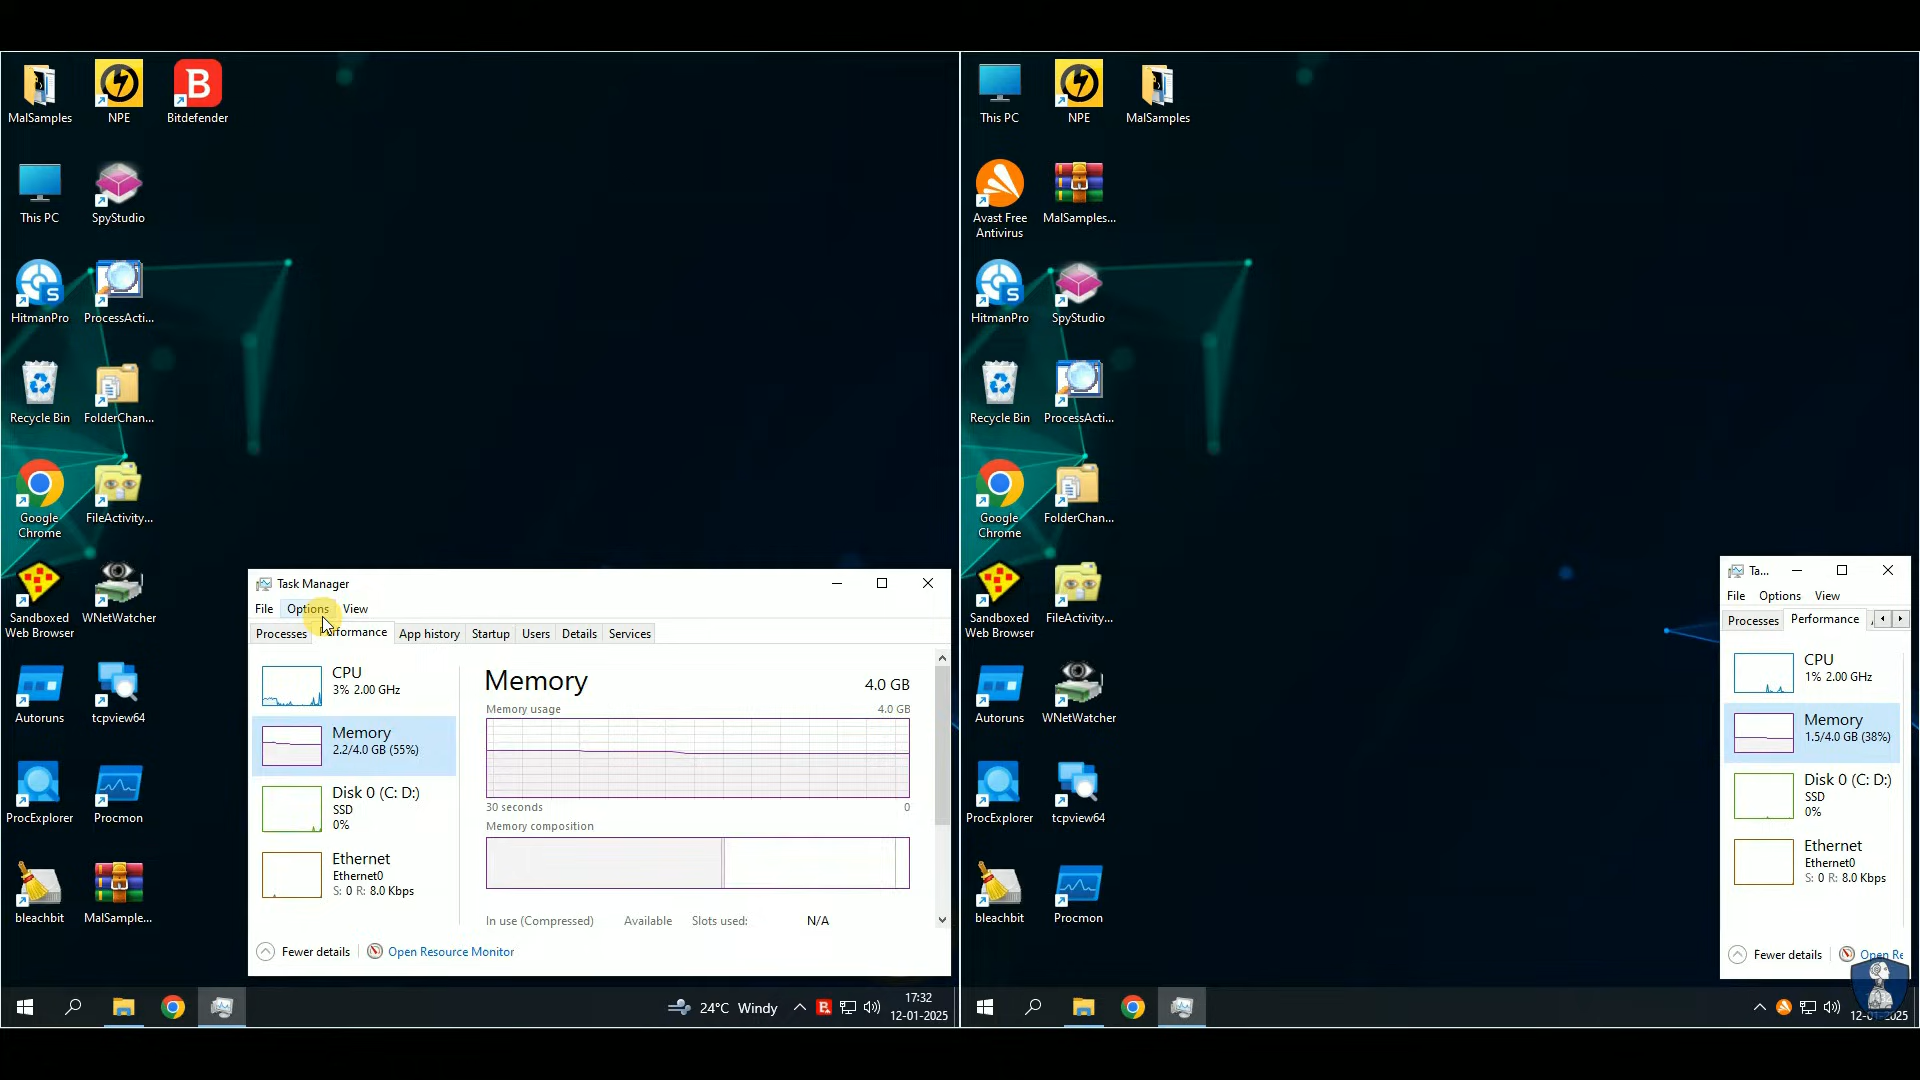 MalSamples
NPE
Bitdefender
This PC
SpyStudio
HitmanPro
ProcessActi...
Recycle Bin
FolderChan...
Google
Chrome
FileActivity...
Sandboxed
Web Browser
WNetWatcher
Autoruns
tcpview64
ProcExplorer
Procmon
bleachbit
MalSample...
Task Manager
File
Options
View
Processes
Performance
App history
Startup
Users
Details
Services
CPU
3% 2.00 GHz
Memory
2.2/4.0 GB (55%)
Disk 0 (C: D:)
SSD
0%
Ethernet
Ethernet0
S: 0 R: 8.0 Kbps
Memory
4.0 GB
Memory usage
4.0 GB
30 seconds
0
Memory composition
In use (Compressed)
Available
Slots used:
N/A
Fewer details
Open Resource Monitor
24°C Windy
17:32
12-01-2025
This PC
NPE
MalSamples
Avast Free
Antivirus
MalSamples...
HitmanPro
SpyStudio
Recycle Bin
ProcessActi...
Google
Chrome
FolderChan...
Sandboxed
Web Browser
FileActivity...
Autoruns
WNetWatcher
ProcExplorer
tcpview64
bleachbit
Procmon
Ta...
File
Options
View
Processes
Performance
CPU
1% 2.00 GHz
Memory
1.5/4.0 GB (38%)
Disk 0 (C: D:)
SSD
0%
Ethernet
Ethernet0
S: 0 R: 8.0 Kbps
Fewer details
Open Re